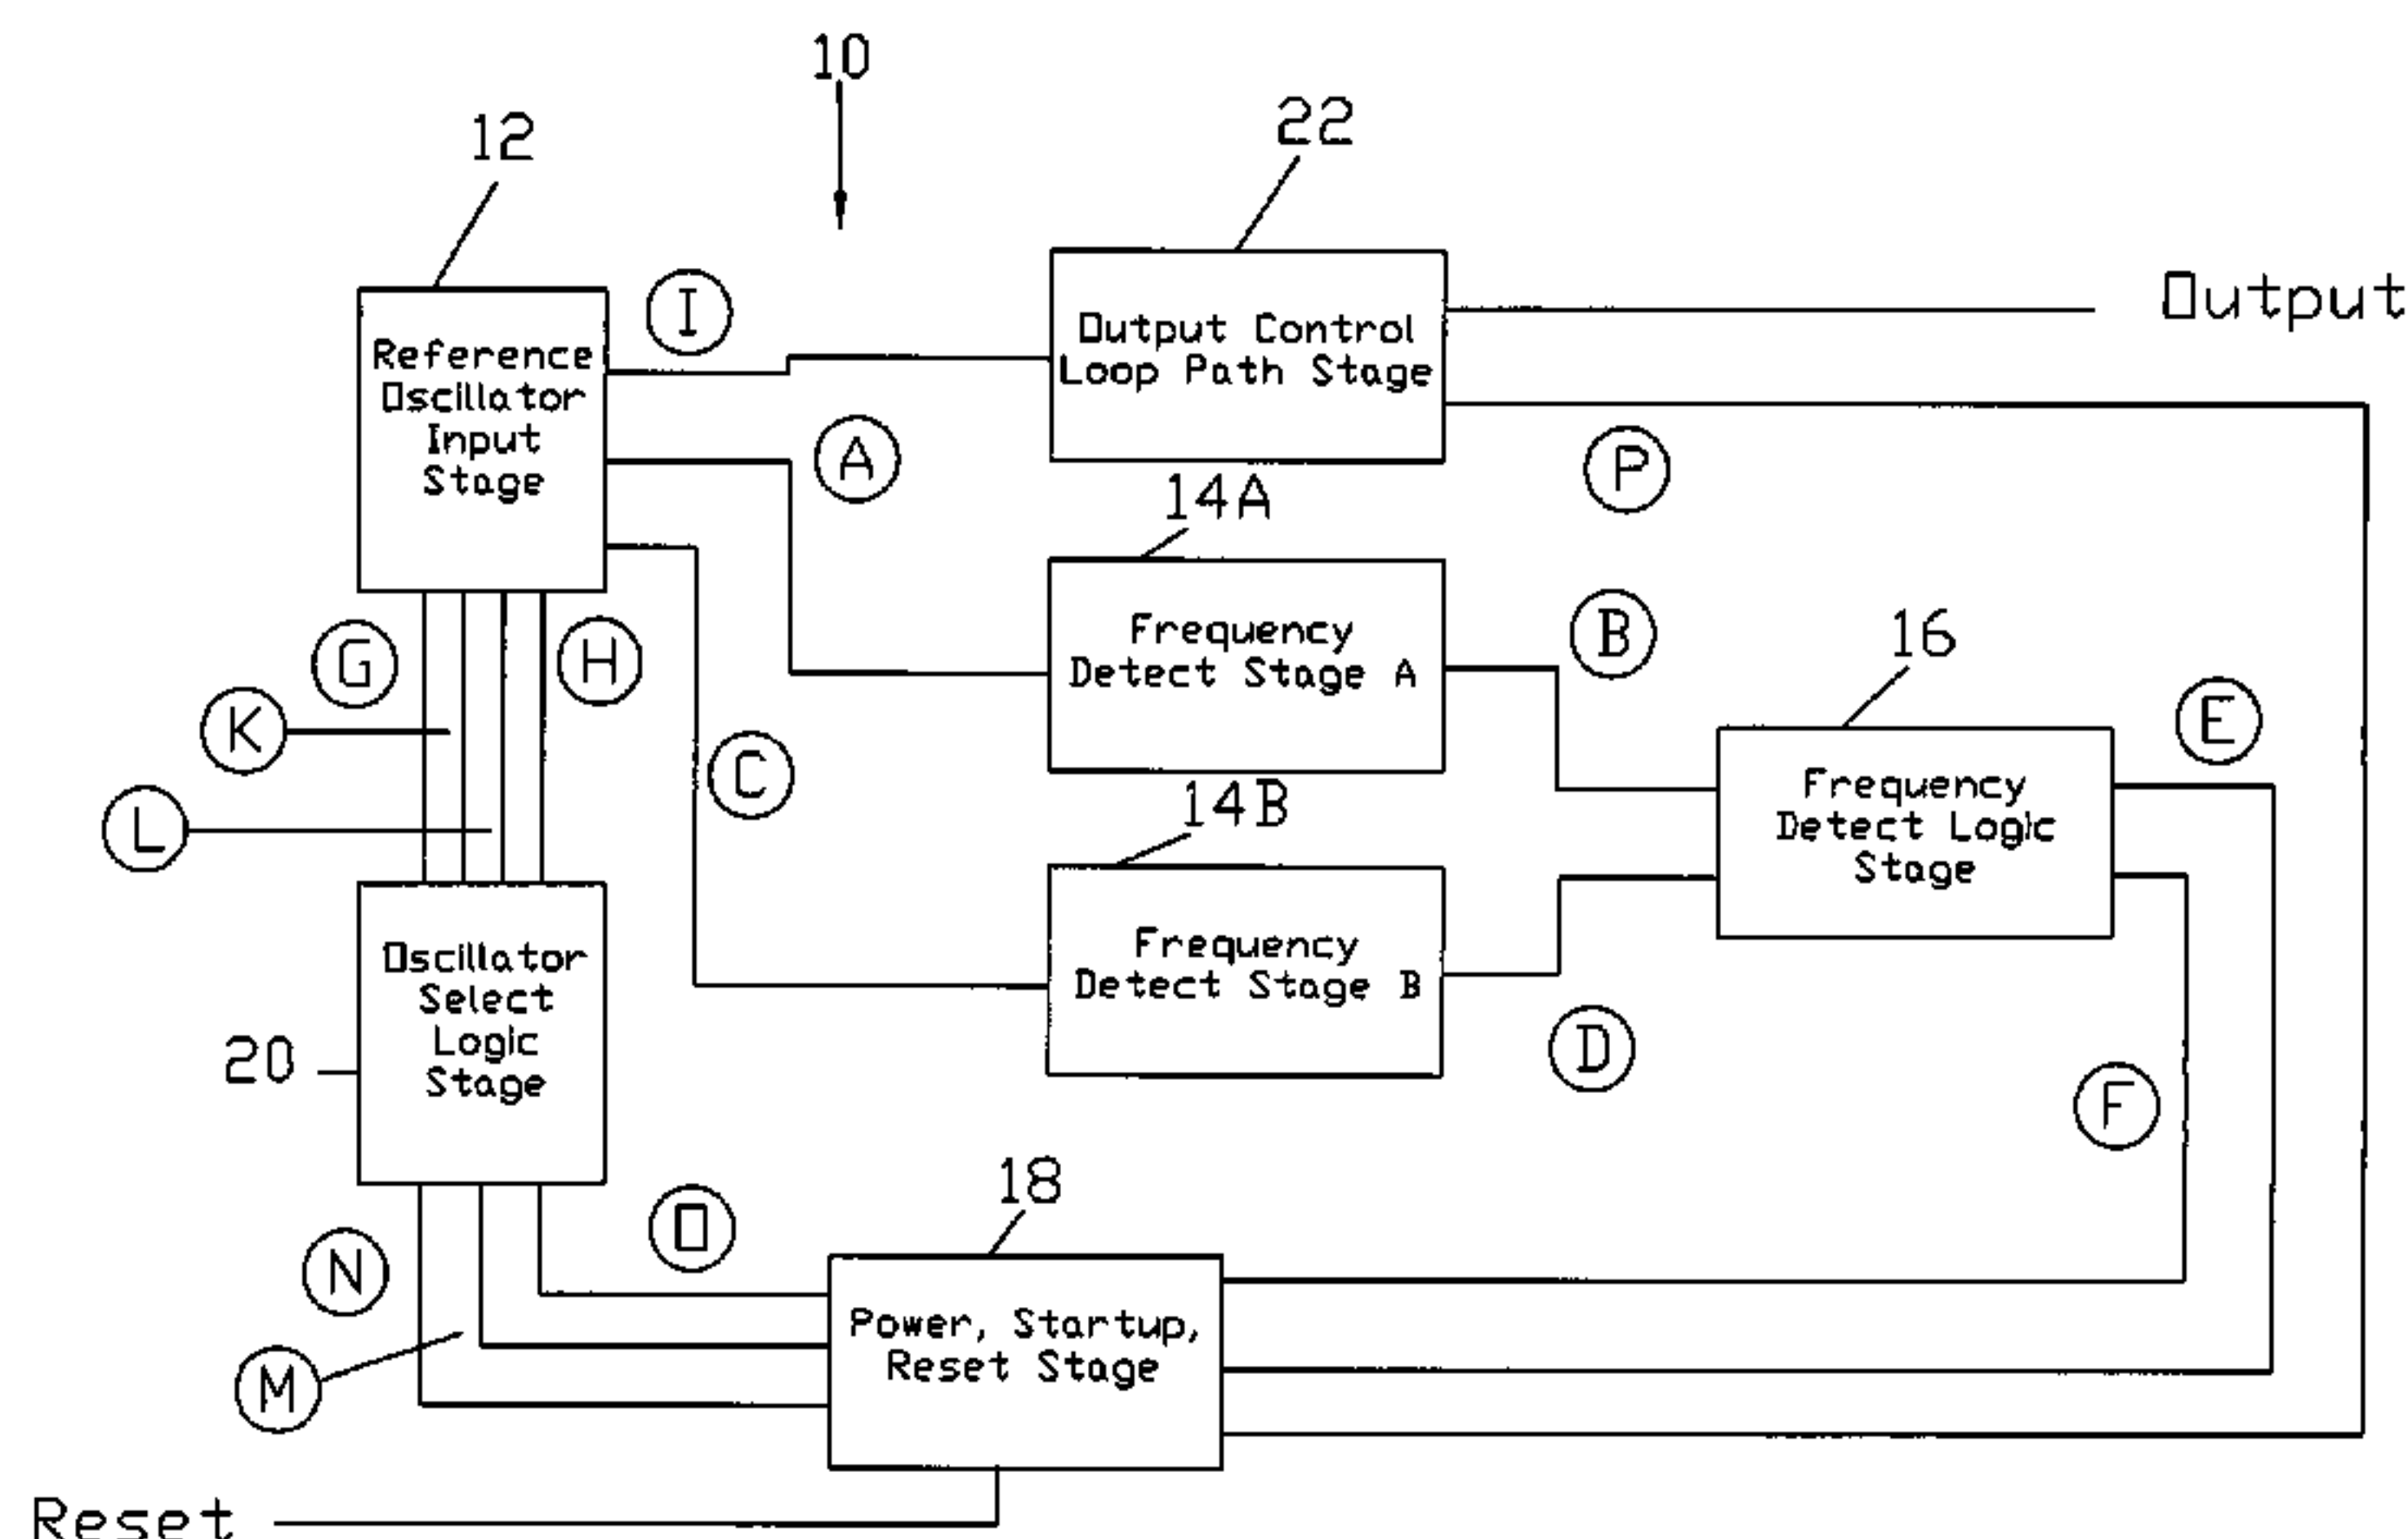 10
12
22
I
Reference
Oscillator
Input
Stage
Output Control
Loop Path Stage
Output
A
P
14A
G
H
K
L
C
Frequency
Detect Stage A
B
16
E
14B
Frequency
Detect Logic
Stage
Oscillator
Select
Logic
Stage
20
Frequency
Detect Stage B
D
F
18
O
N
M
Power, Startup,
Reset Stage
Reset